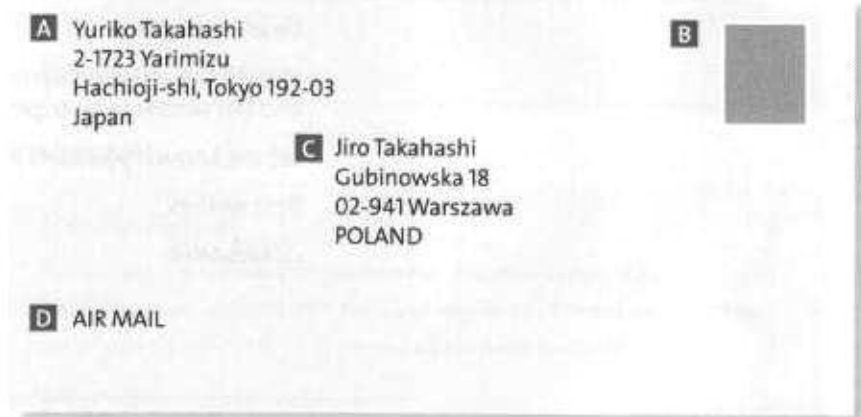 A Yuriko Takahashi
2-1723 Yarimizu
Hachioji-shi, Tokyo 192-03
Japan
B
C Jiro Takahashi
Gubinowska 18
02-941 Warszawa
POLAND
D AIR MAIL